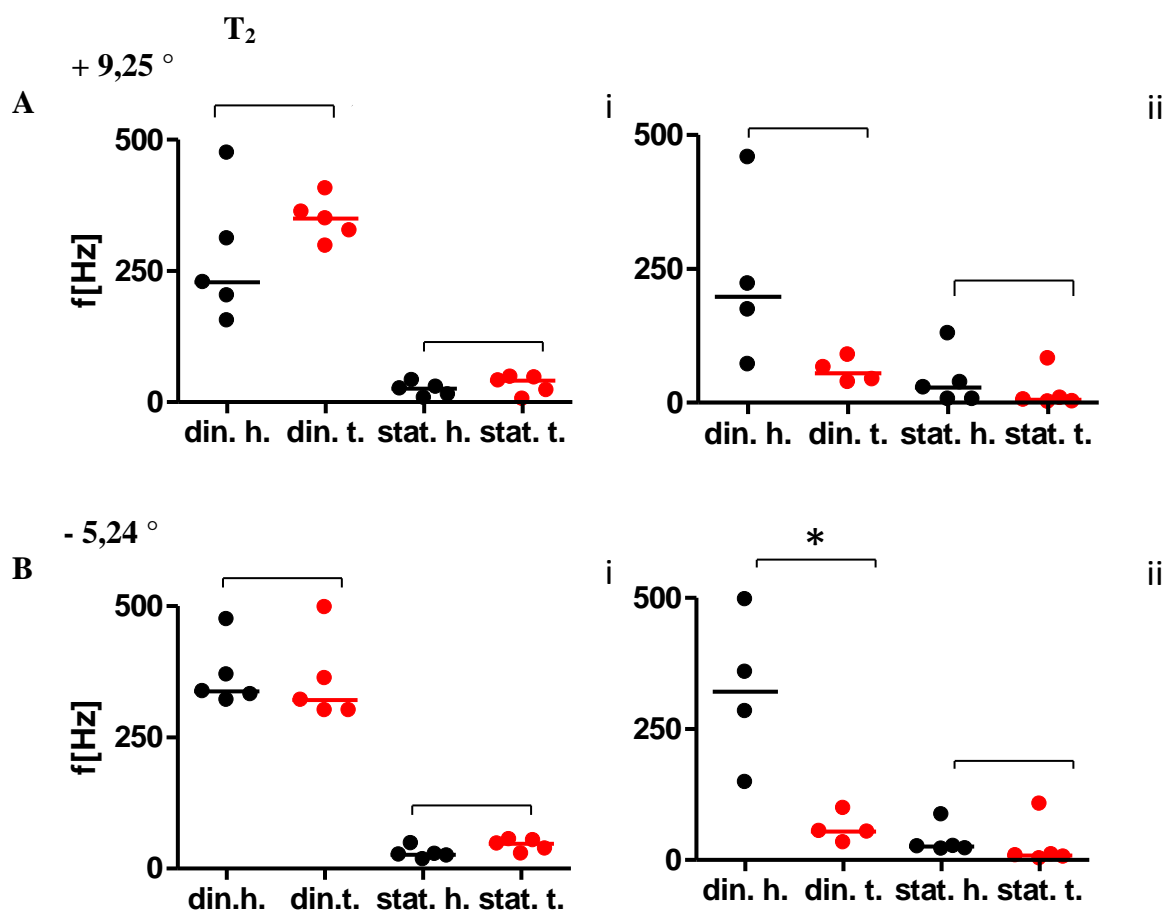 T₂
+ 9,25 °
A
i
ii
500
250
0
f[Hz]
din. h. din. t. stat. h. stat. t.
500
250
0
din. h. din. t. stat. h. stat. t.
- 5,24 °
B
i
ii
500
250
0
f[Hz]
din.h. din.t. stat. h. stat. t.
*
500
250
0
din. h. din. t. stat. h. stat. t.